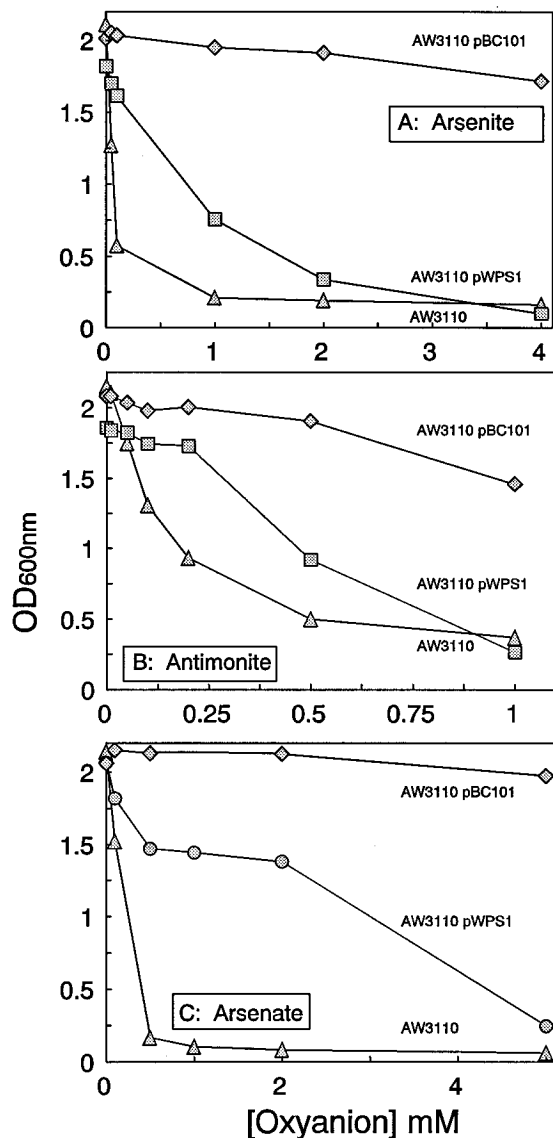 2
1.5
1
0.5
0
AW3110 pBC101
A: Arsenite
AW3110 pWPS1
AW3110
0 1 2 3 4
2
1.5
1
0.5
0
AW3110 pBC101
AW3110 pWPS1
AW3110
B: Antimonite
0 0.25 0.5 0.75 1
OD600nm
2
1.5
1
0.5
0
AW3110 pBC101
AW3110 pWPS1
AW3110
C: Arsenate
0 2 4
[Oxyanion] mM